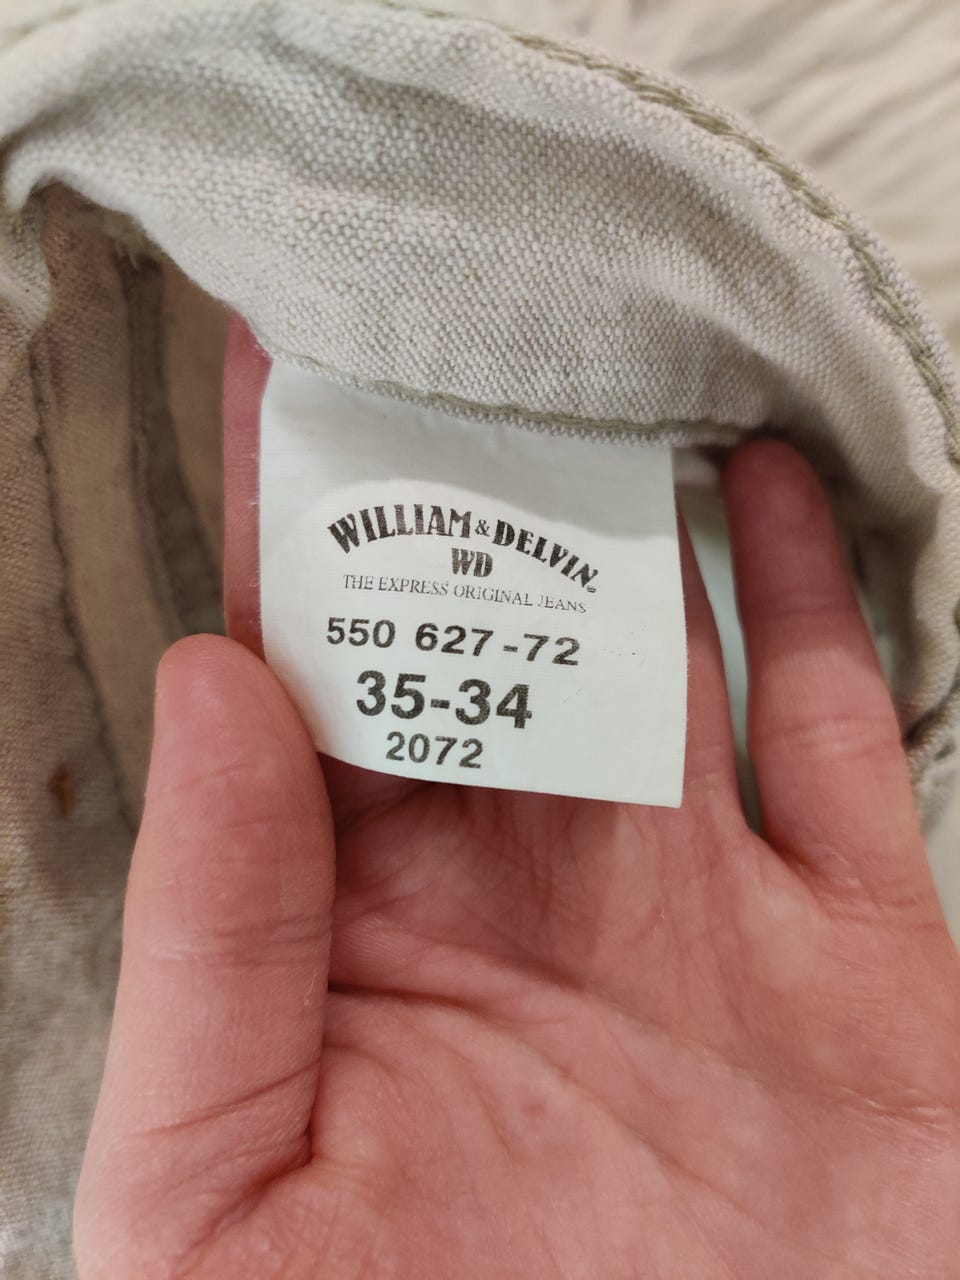 WILLIAM & DELVIN
WD
THE EXPRESS ORIGINAL JEANS
550 627-72
35-34
2072